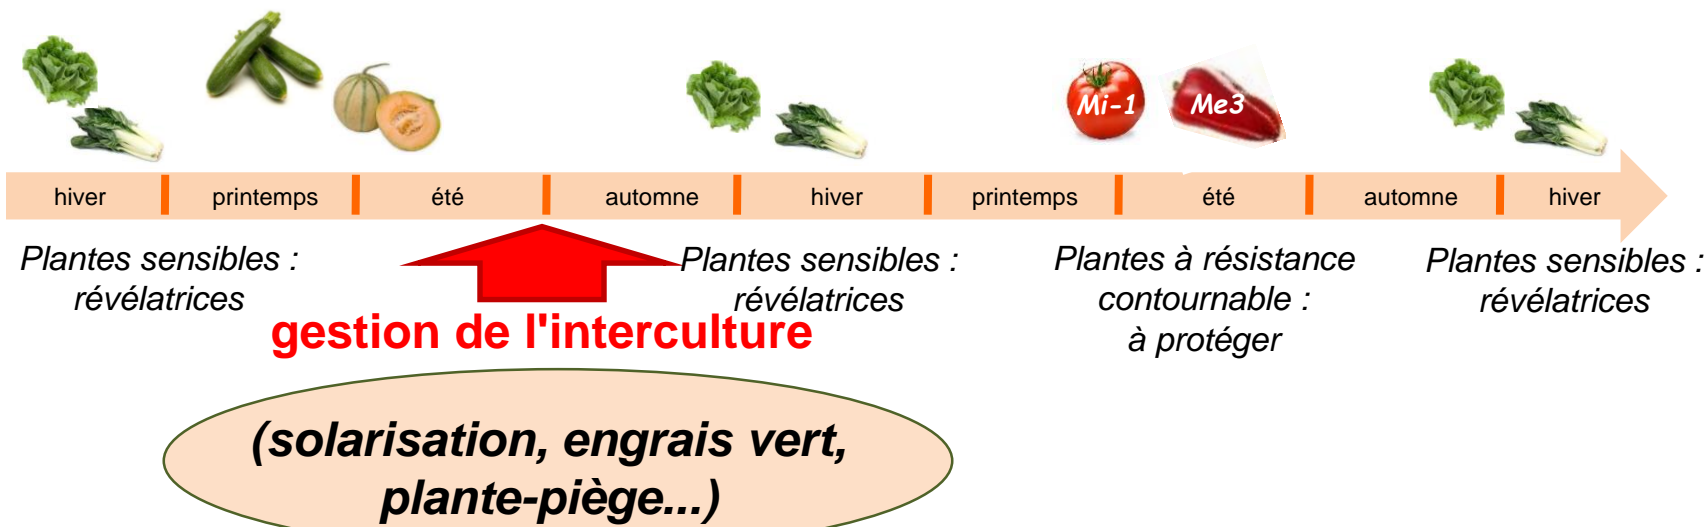 Mi-1
Me3
hiver
printemps
été
automne
hiver
printemps
été
automne
hiver
Plantes sensibles :
révélatrices
Plantes sensibles :
révélatrices
Plantes à résistance
contournable :
à protéger
Plantes sensibles :
révélatrices
gestion de l'interculture
(solarisation, engrais vert,
plante-piège...)